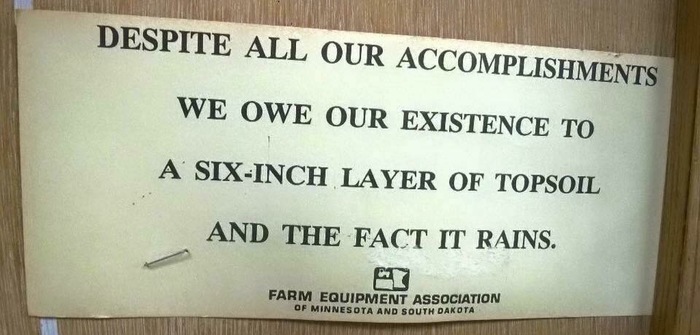 DESPITE ALL OUR ACCOMPLISHMENTS
WE OWE OUR EXISTENCE TO
A SIX-INCH LAYER OF TOPSOIL
AND THE FACT IT RAINS.
FARM EQUIPMENT ASSOCIATION
OF MINNESOTA AND SOUTH DAKOTA